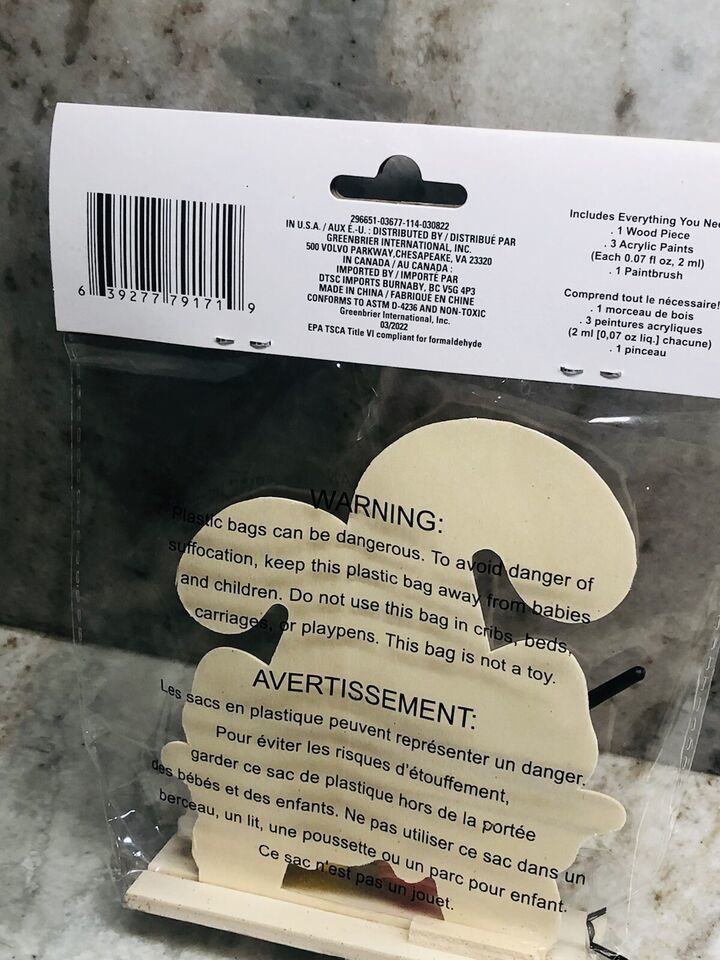 6 39277 79171 9
296651-03677-114-030822
IN U.S.A. / AUX É.-U. : DISTRIBUTED BY / DISTRIBUÉ PAR
GREENBRIER INTERNATIONAL, INC.
500 VOLVO PARKWAY,CHESAPEAKE, VA 23320
IN CANADA / AU CANADA :
IMPORTED BY / IMPORTÉ PAR
DTSC IMPORTS BURNABY, BC V5G 4P3
MADE IN CHINA / FABRIQUÉ EN CHINE
CONFORMS TO ASTM D-4236 AND NON-TOXIC
Greenbrier International, Inc.
03/2022
EPA TSCA Title VI compliant for formaldehyde
Includes Everything You Nee
. 1 Wood Piece
. 3 Acrylic Paints
(Each 0.07 fl oz, 2 ml)
. 1 Paintbrush
Comprend tout le nécessaire!
. 1 morceau de bois
. 3 peintures acryliques
(2 ml [0,07 oz liq.] chacune)
. 1 pinceau
WARNING:
Plastic bags can be dangerous. To avoid danger of
suffocation, keep this plastic bag away from babies
and children. Do not use this bag in cribs, beds,
carriages, or playpens. This bag is not a toy.
AVERTISSEMENT:
Les sacs en plastique peuvent représenter un danger.
Pour éviter les risques d'étouffement,
garder ce sac de plastique hors de la portée
des bébés et des enfants. Ne pas utiliser ce sac dans un
berceau, un lit, une poussette ou un parc pour enfant.
Ce sac n'est pas un jouet.